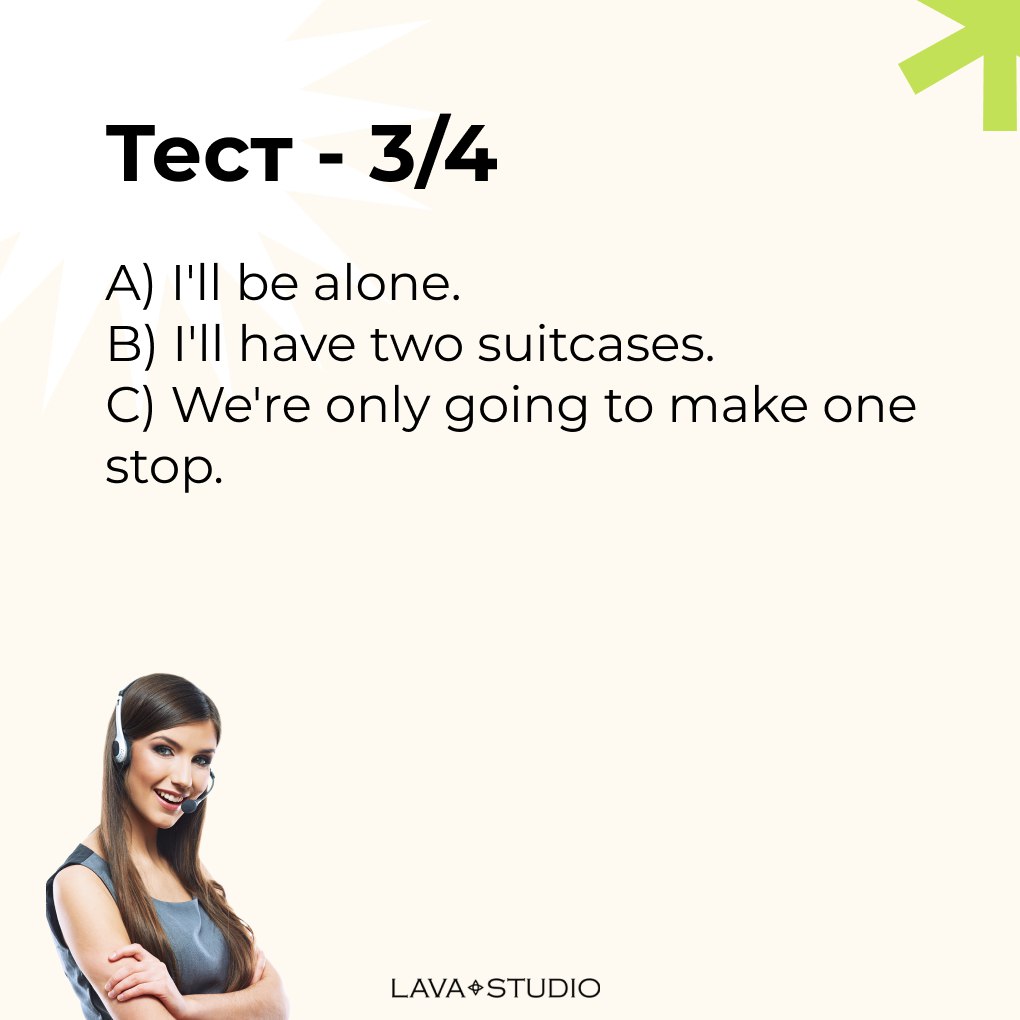 Тест - 3/4
A) I'll be alone.
B) I'll have two suitcases.
C) We're only going to make one
stop.
LAVA STUDIO